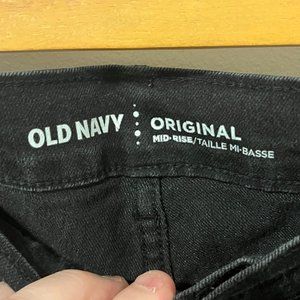 OLD NAVY
ORIGINAL
MID-RISE/TAILLE MI-BASSE